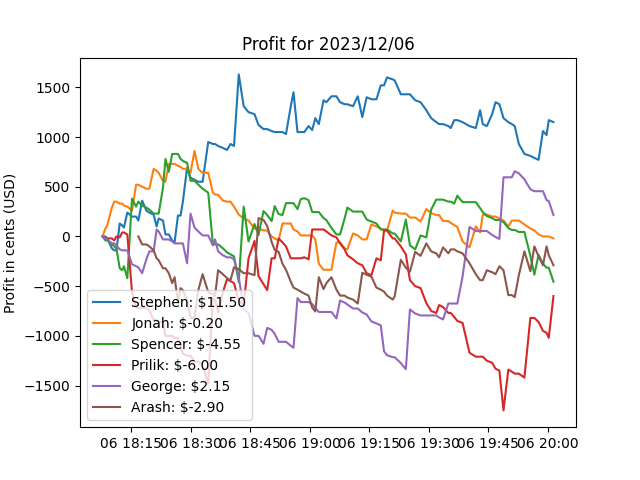 Profit for 2023/12/06
Profit in cents (USD)
1500
1000
500
0
−500
−1000
−1500
Stephen: $11.50
Jonah: $-0.20
Spencer: $-4.55
Prilik: $-6.00
George: $2.15
Arash: $-2.90
06 18:15 06 18:30 06 18:45 06 19:00 06 19:15 06 19:30 06 19:45 06 20:00